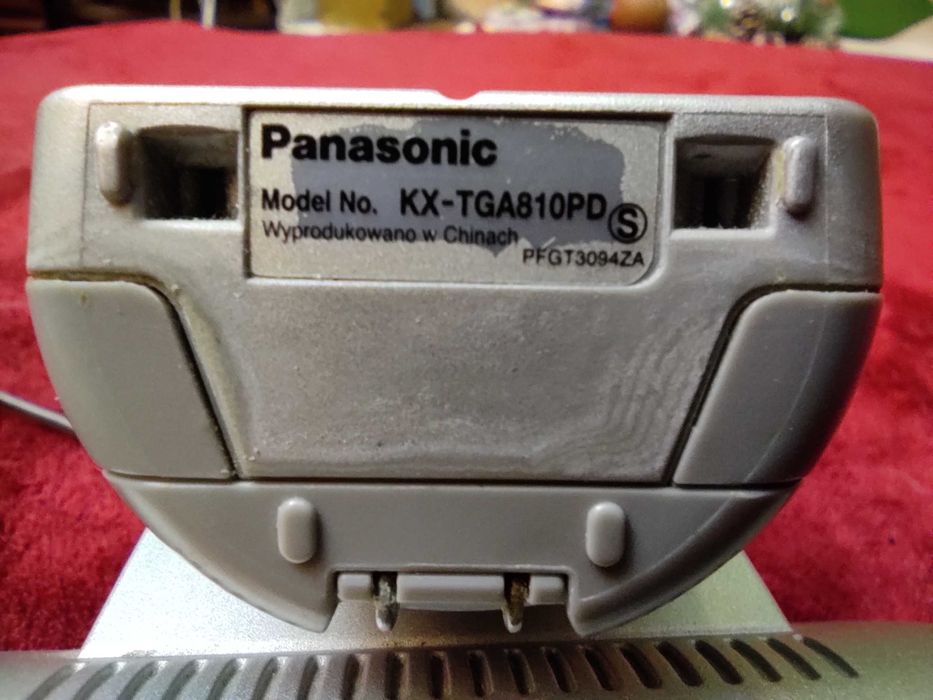 Panasonic
Model No. KX-TGA810PD
Wyprodukowano w Chinach Ⓢ
PFGT3094ZA